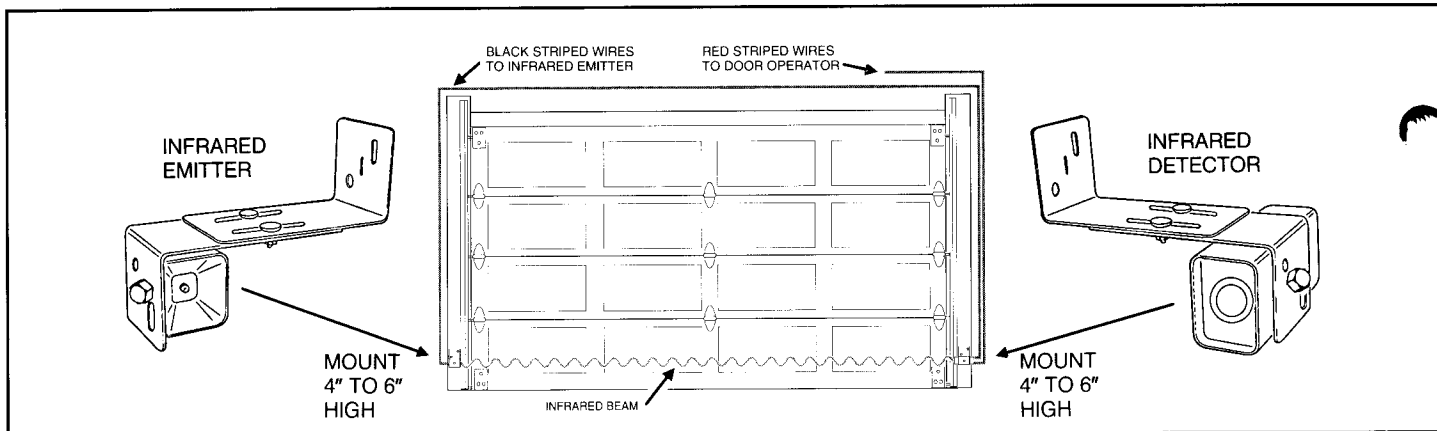 BLACK STRIPED WIRES
TO INFRARED EMITTER
RED STRIPED WIRES
TO DOOR OPERATOR
INFRARED
EMITTER
INFRARED
DETECTOR
MOUNT
4" TO 6"
HIGH
INFRARED BEAM
MOUNT
4" TO 6"
HIGH